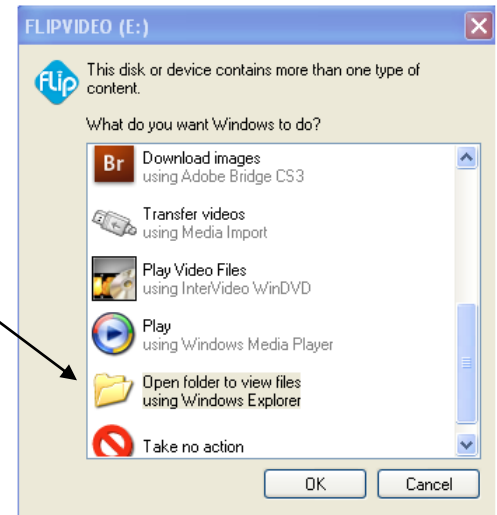 FLIPVIDEO (E:)
Flip
This disk or device contains more than one type of
content.
What do you want Windows to do?
Br
Download images
using Adobe Bridge CS3
Transfer videos
using Media Import
Play Video Files
using InterVideo WinDVD
Play
using Windows Media Player
Open folder to view files
using Windows Explorer
Take no action
OK
Cancel